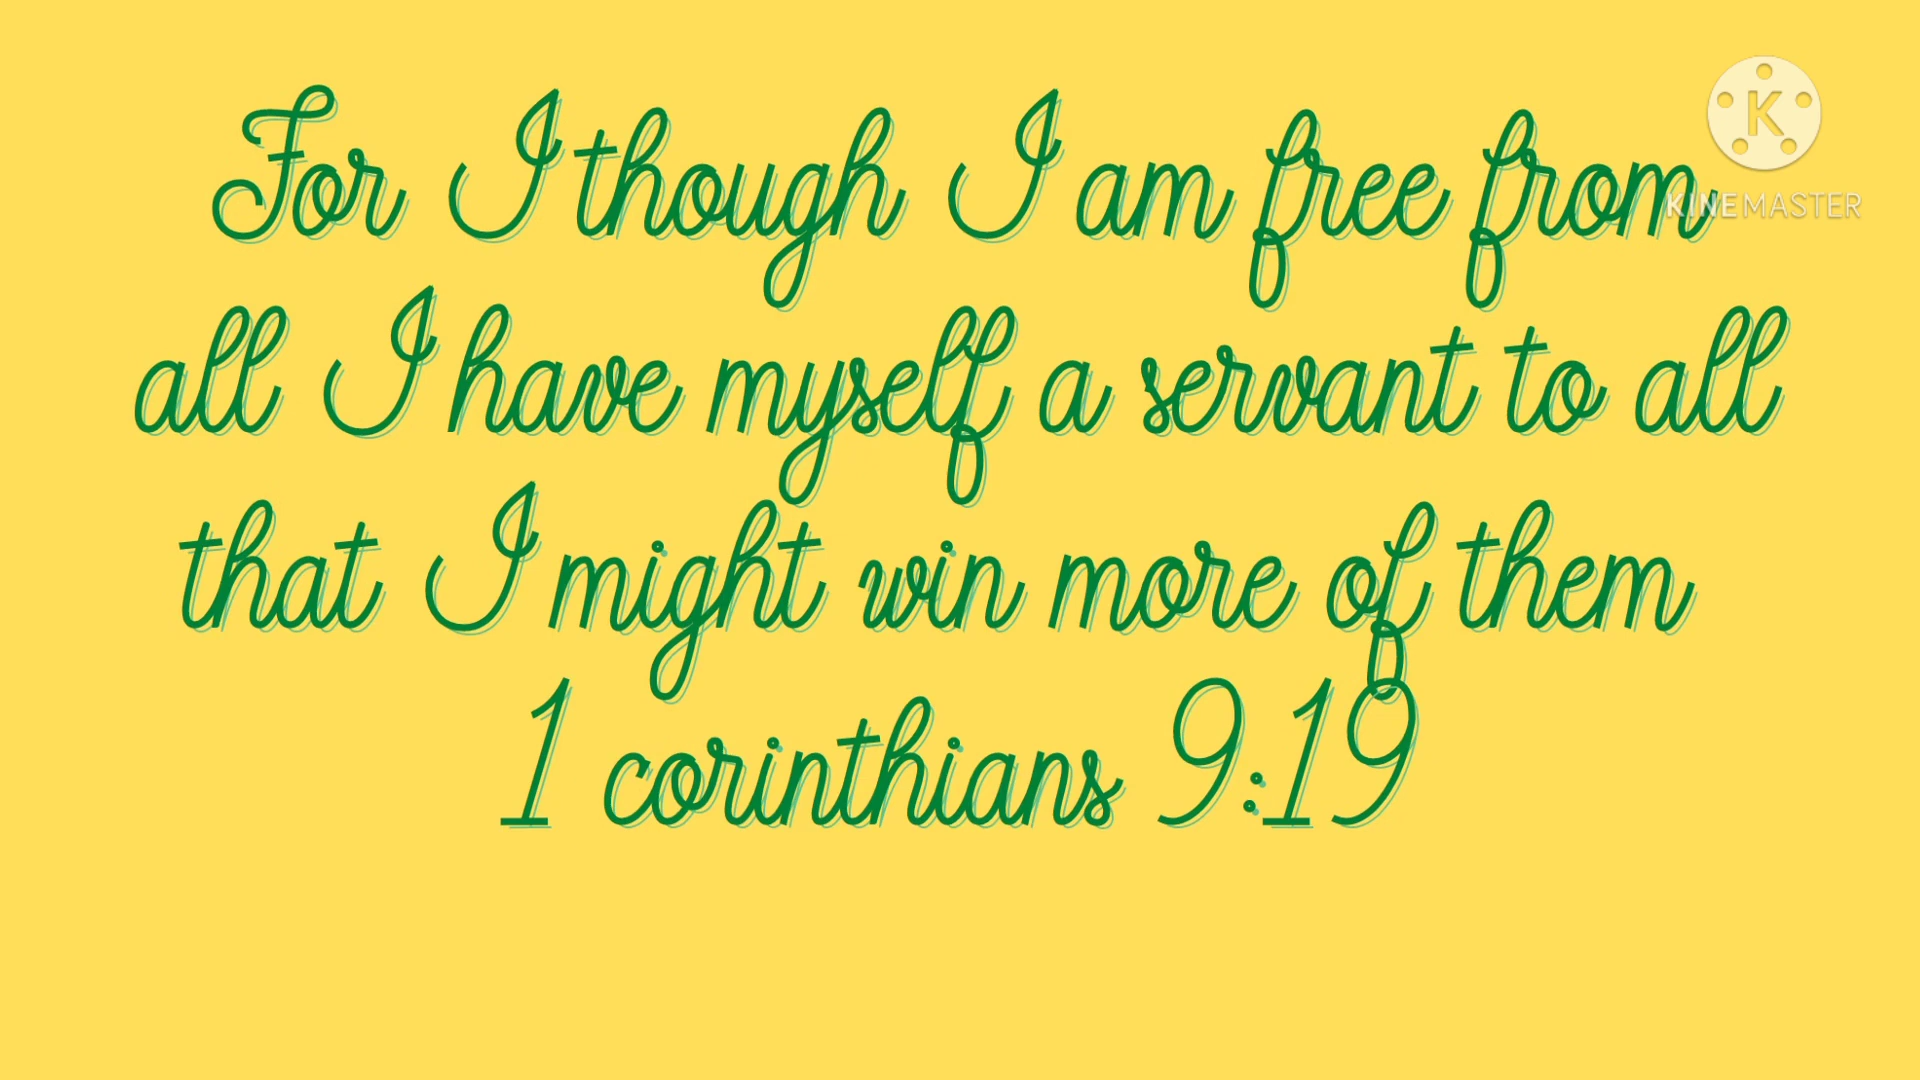 For I though I am free from
all I have myself a servant to all
that I might win more of them
1 corinthians 9:19
K
KINEMASTER